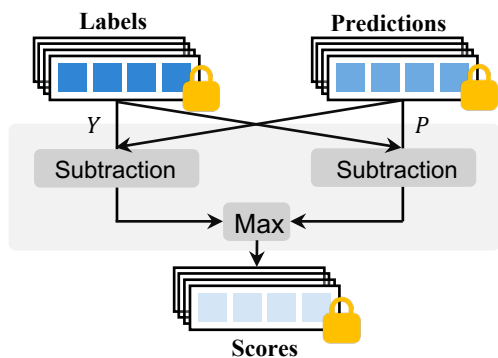 Labels
Predictions
Y
P
Subtraction
Subtraction
Max
Scores